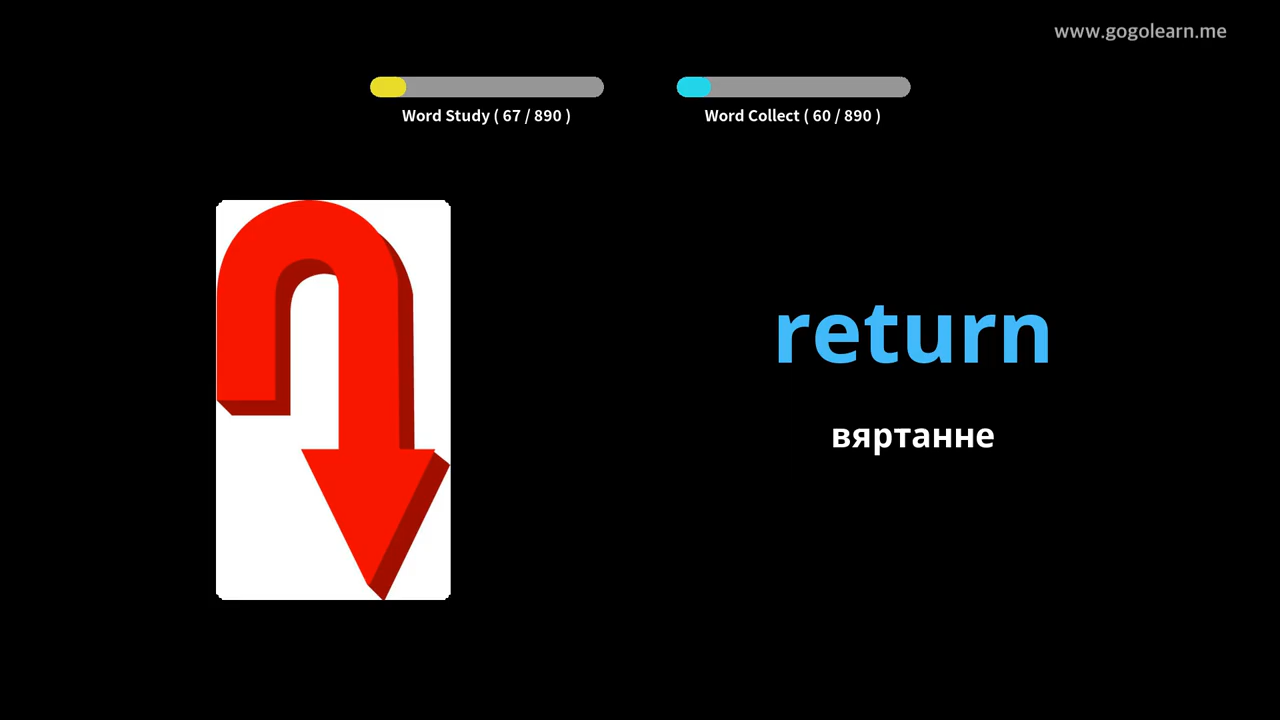 www.gogolearn.me
Word Study ( 67 / 890 )
Word Collect ( 60 / 890 )
return
вяртанне